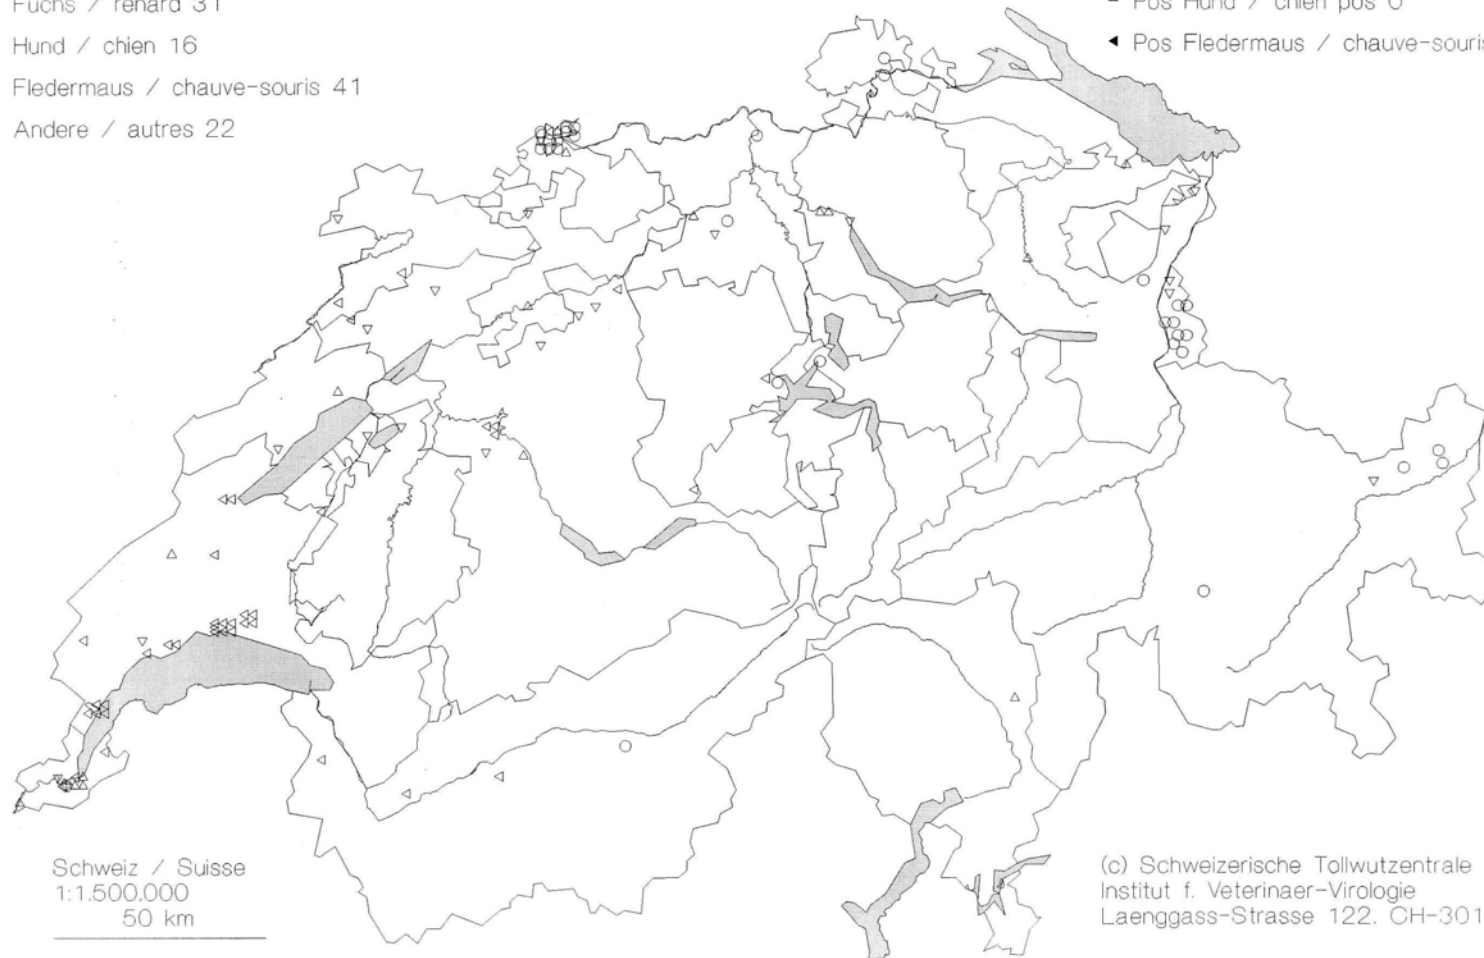 Fuchs / renard 31
Hund / chien 16
Fledermaus / chauve-souris 41
Andere / autres 22
Pos Hund / chien pos 0
Pos Fledermaus / chauve-souris
Schweiz / Suisse
1:1.500.000
50 km
(c) Schweizerische Tollwutzentrale
Institut f. Veterinaer-Virologie
Laenggass-Strasse 122. CH-301